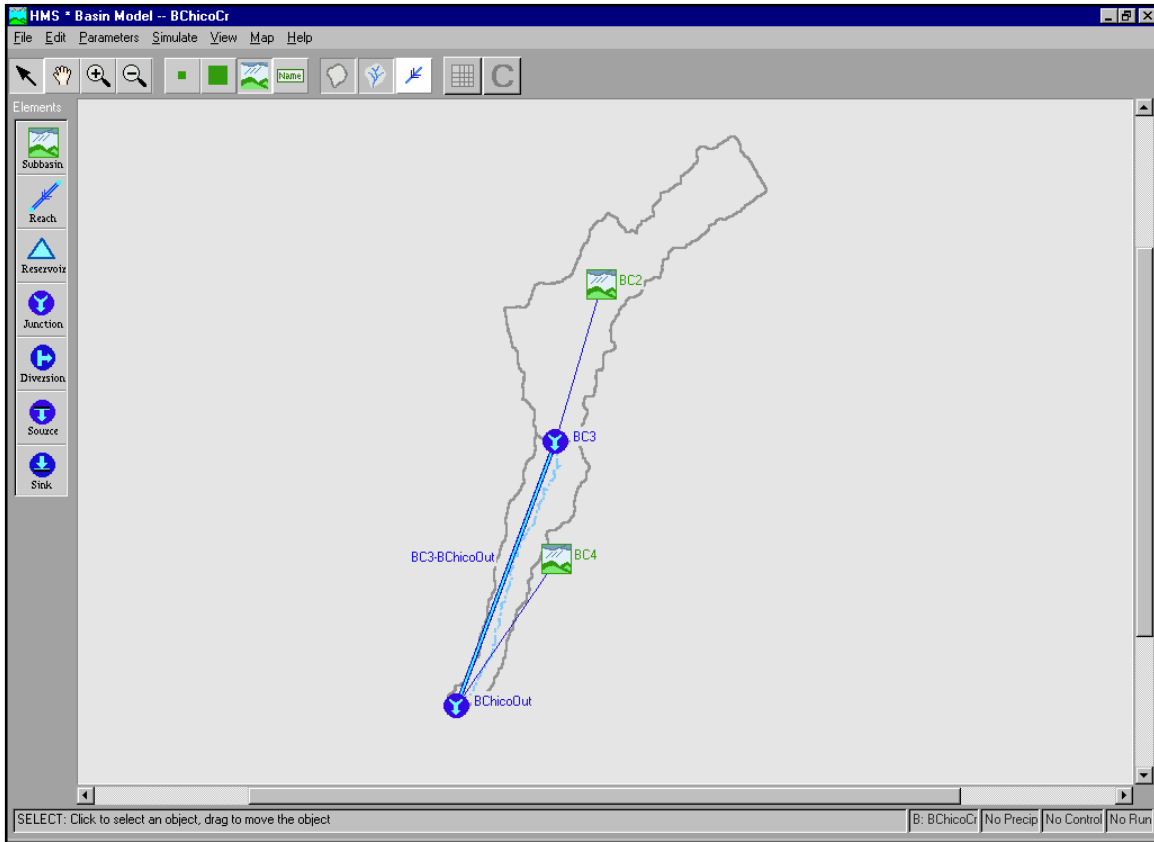 HMS * Basin Model -- BChicoCr
File Edit Parameters Simulate View Map Help
Name
C
Elements
Subbasin
Reach
Reservoir
Junction
Diversion
Source
Sink
BC2
BC3
BC3-BChicoOut
BC4
BChicoOut
SELECT: Click to select an object, drag to move the object
B: BChicoCr No Precip No Control No Run